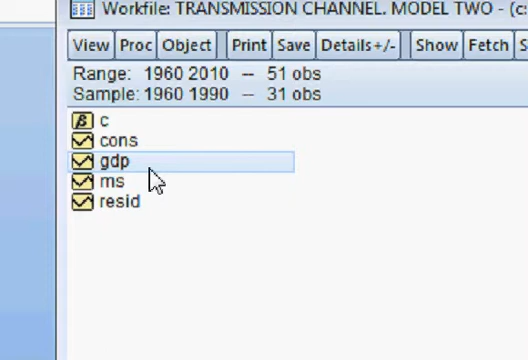 Workfile: TRANSMISSION CHANNEL. MODEL TWO - (c:
View Proc Object Print Save Details+/- Show Fetch S
Range: 1960 2010 -- 51 obs
Sample: 1960 1990 -- 31 obs
β c
cons
gdp
ms
resid